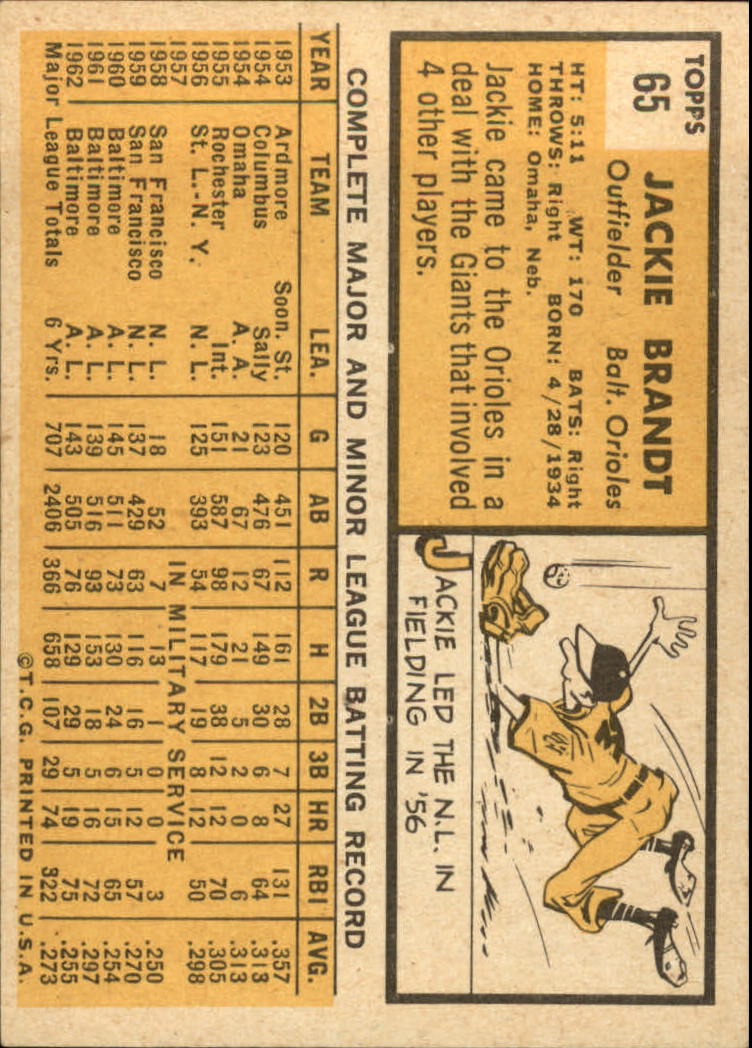 TOPPS
65
JACKIE BRANDT
Outfielder Balt. Orioles
HT: 5:11 WT: 170 BATS: Right
THROWS: Right BORN: 4/28/1934
HOME: Omaha, Neb.
Jackie came to the Orioles in a
deal with the Giants that involved
4 other players.
JACKIE LED THE N.L. IN
FIELDING IN '56
COMPLETE MAJOR AND MINOR LEAGUE BATTING RECORD
YEAR TEAM LEA. G AB R H 2B 3B HR RBI AVG.
1953 Ardmore Soon. St. 120 451 112 161 28 7 27 131 .357
1954 Columbus Sally 123 476 67 149 30 6 8 64 .313
1954 Omaha A. A. 21 67 12 21 5 2 0 6 .313
1955 Rochester Int. 151 587 98 179 38 12 12 70 .305
1956 St. L.-N. Y. N. L. 125 393 54 117 19 8 12 50 .298
1957 IN MILITARY SERVICE
1958 San Francisco N. L. 18 52 7 13 1 0 0 3 .250
1959 San Francisco N. L. 137 429 63 116 16 5 12 57 .270
1960 Baltimore A. L. 145 511 73 130 24 6 15 65 .254
1961 Baltimore A. L. 139 516 93 153 18 5 16 72 .297
1962 Baltimore A. L. 143 505 76 129 29 5 19 75 .255
Major League Totals 6 Yrs. 707 2406 366 658 107 29 74 322 .273
©T.C.G. PRINTED IN U.S.A.